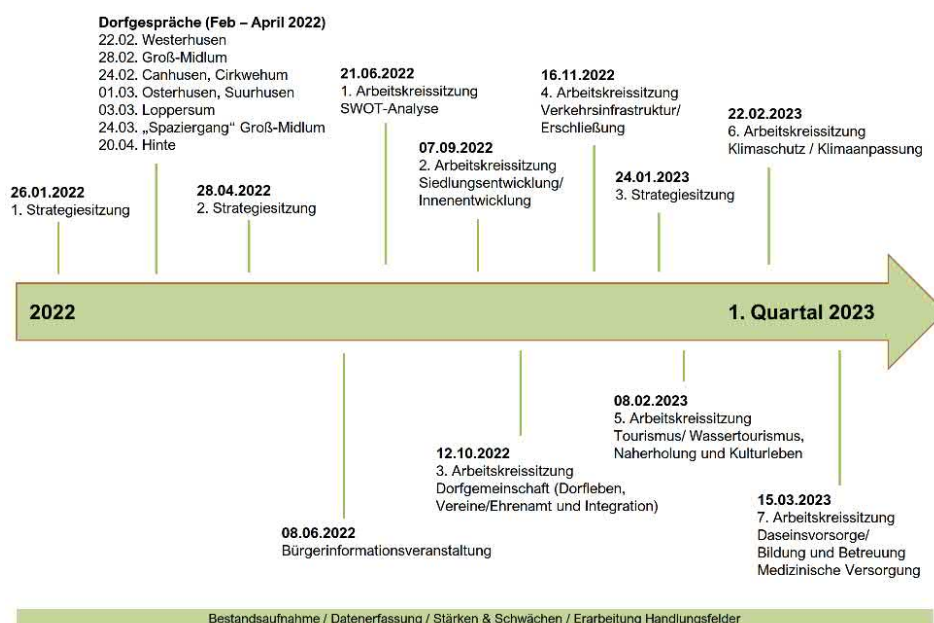 Dorfgespräche (Feb – April 2022)
22.02. Westerhusen
28.02. Groß-Midlum
24.02. Canhusen, Cirkwehum
01.03. Osterhusen, Suurhusen
03.03. Loppersum
24.03. „Spaziergang“ Groß-Midlum
20.04. Hinte
26.01.2022
1. Strategiesitzung
28.04.2022
2. Strategiesitzung
21.06.2022
1. Arbeitskreissitzung
SWOT-Analyse
07.09.2022
2. Arbeitskreissitzung
Siedlungsentwicklung/
Innenentwicklung
16.11.2022
4. Arbeitskreissitzung
Verkehrsinfrastruktur/
Erschließung
24.01.2023
3. Strategiesitzung
22.02.2023
6. Arbeitskreissitzung
Klimaschutz / Klimaanpassung
2022
1. Quartal 2023
08.06.2022
Bürgerinformationsveranstaltung
12.10.2022
3. Arbeitskreissitzung
Dorfgemeinschaft (Dorfleben,
Vereine/Ehrenamt und Integration)
08.02.2023
5. Arbeitskreissitzung
Tourismus/ Wassertourismus,
Naherholung und Kulturleben
15.03.2023
7. Arbeitskreissitzung
Daseinsvorsorge/
Bildung und Betreuung
Medizinische Versorgung
Bestandsaufnahme / Datenerfassung / Stärken & Schwächen / Erarbeitung Handlungsfelder